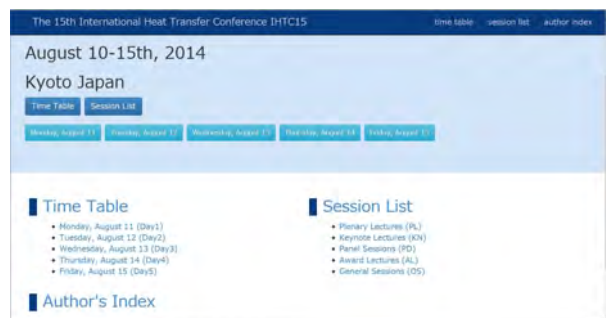 The 15th International Heat Transfer Conference IHTC15
time table session list author index
August 10-15th, 2014
Kyoto Japan
Time Table Session List
Monday, August 11 Tuesday, August 12 Wednesday, August 13 Thursday, August 14 Friday, August 15
Time Table
• Monday, August 11 (Day1)
• Tuesday, August 12 (Day2)
• Wednesday, August 13 (Day3)
• Thursday, August 14 (Day4)
• Friday, August 15 (Day5)
Session List
• Plenary Lectures (PL)
• Keynote Lectures (KN)
• Panel Sessions (PD)
• Award Lectures (AL)
• General Sessions (OS)
Author's Index